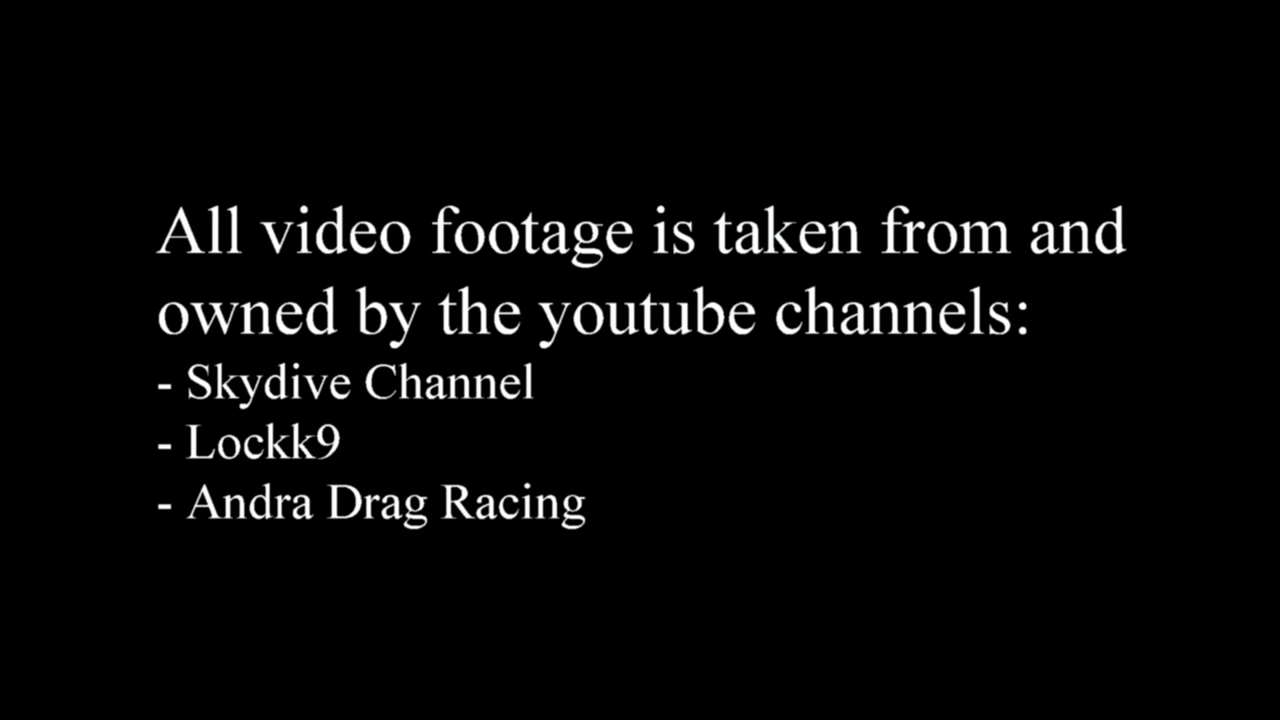 All video footage is taken from and
owned by the youtube channels:
- Skydive Channel
- Lockk9
- Andra Drag Racing